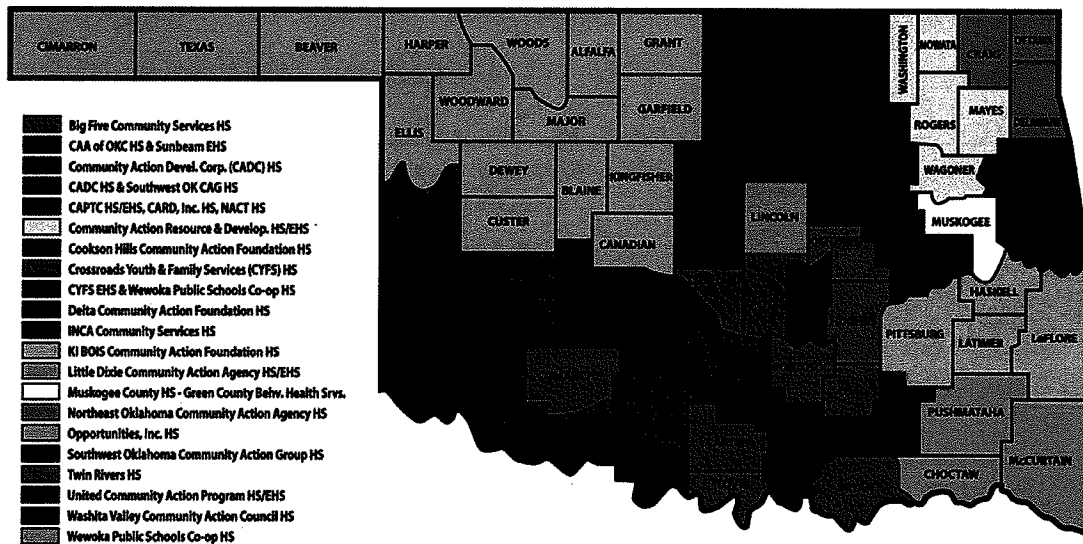 CIMARRON
TEXAS
BEAVER
HARPER
WOODS
ALFALFA
GRANT
WASHINGTON
NOWATA
CRAIG
OTTAWA
WOODWARD
GARFIELD
MAJOR
ELLIS
ROGERS
MAYES
DELAWARE
DEWEY
BLAINE
KINGFISHER
WAGONER
CUSTER
LINCOLN
CANADIAN
MUSKOGEE
HASKELL
PITTSBURG
LATIMER
LeFLORE
PUSHMATAHA
McCURTAIN
CHOCTAW
Big Five Community Services HS
CAA of OKC HS & Sunbeam EHS
Community Action Devel. Corp. (CADC) HS
CADC HS & Southwest OK CAG HS
CAPTC HS/EHS, CARD, Inc. HS, NACT HS
Community Action Resource & Develop. HS/EHS
Cookson Hills Community Action Foundation HS
Crossroads Youth & Family Services (CYFS) HS
CYFS EHS & Wewoka Public Schools Co-op HS
Delta Community Action Foundation HS
INCA Community Services HS
KI BOIS Community Action Foundation HS
Little Dixie Community Action Agency HS/EHS
Muskogee County HS - Green County Behv. Health Srvs.
Northeast Oklahoma Community Action Agency HS
Opportunities, Inc. HS
Southwest Oklahoma Community Action Group HS
Twin Rivers HS
United Community Action Program HS/EHS
Washita Valley Community Action Council HS
Wewoka Public Schools Co-op HS